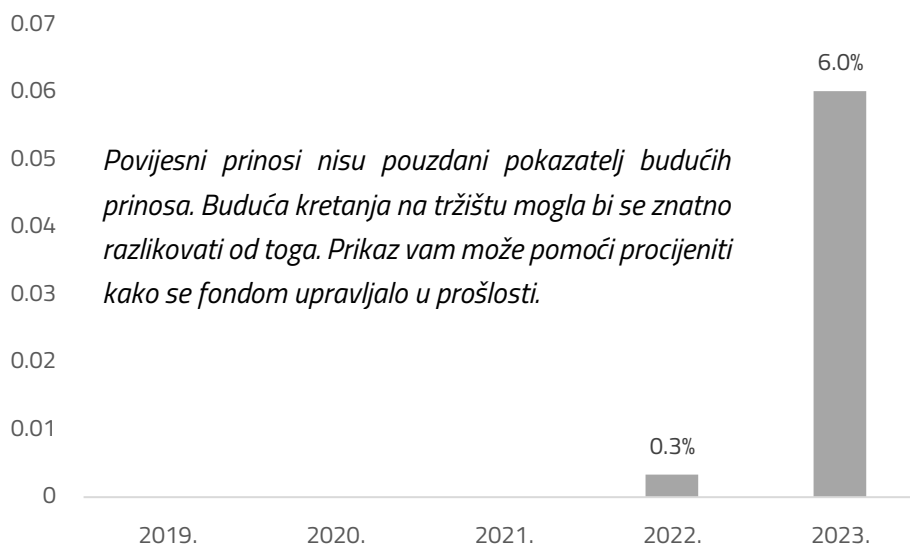 0.07
6.0%
0.06
0.05
Povijesni prinosi nisu pouzdani pokazatelj budućih
prinosa. Buduća kretanja na tržištu mogla bi se znatno
0.04
razlikovati od toga. Prikaz vam može pomoći procijeniti
kako se fondom upravljalo u prošlosti.
0.03
0.02
0.01
0.3%
0
2019. 2020. 2021. 2022. 2023.